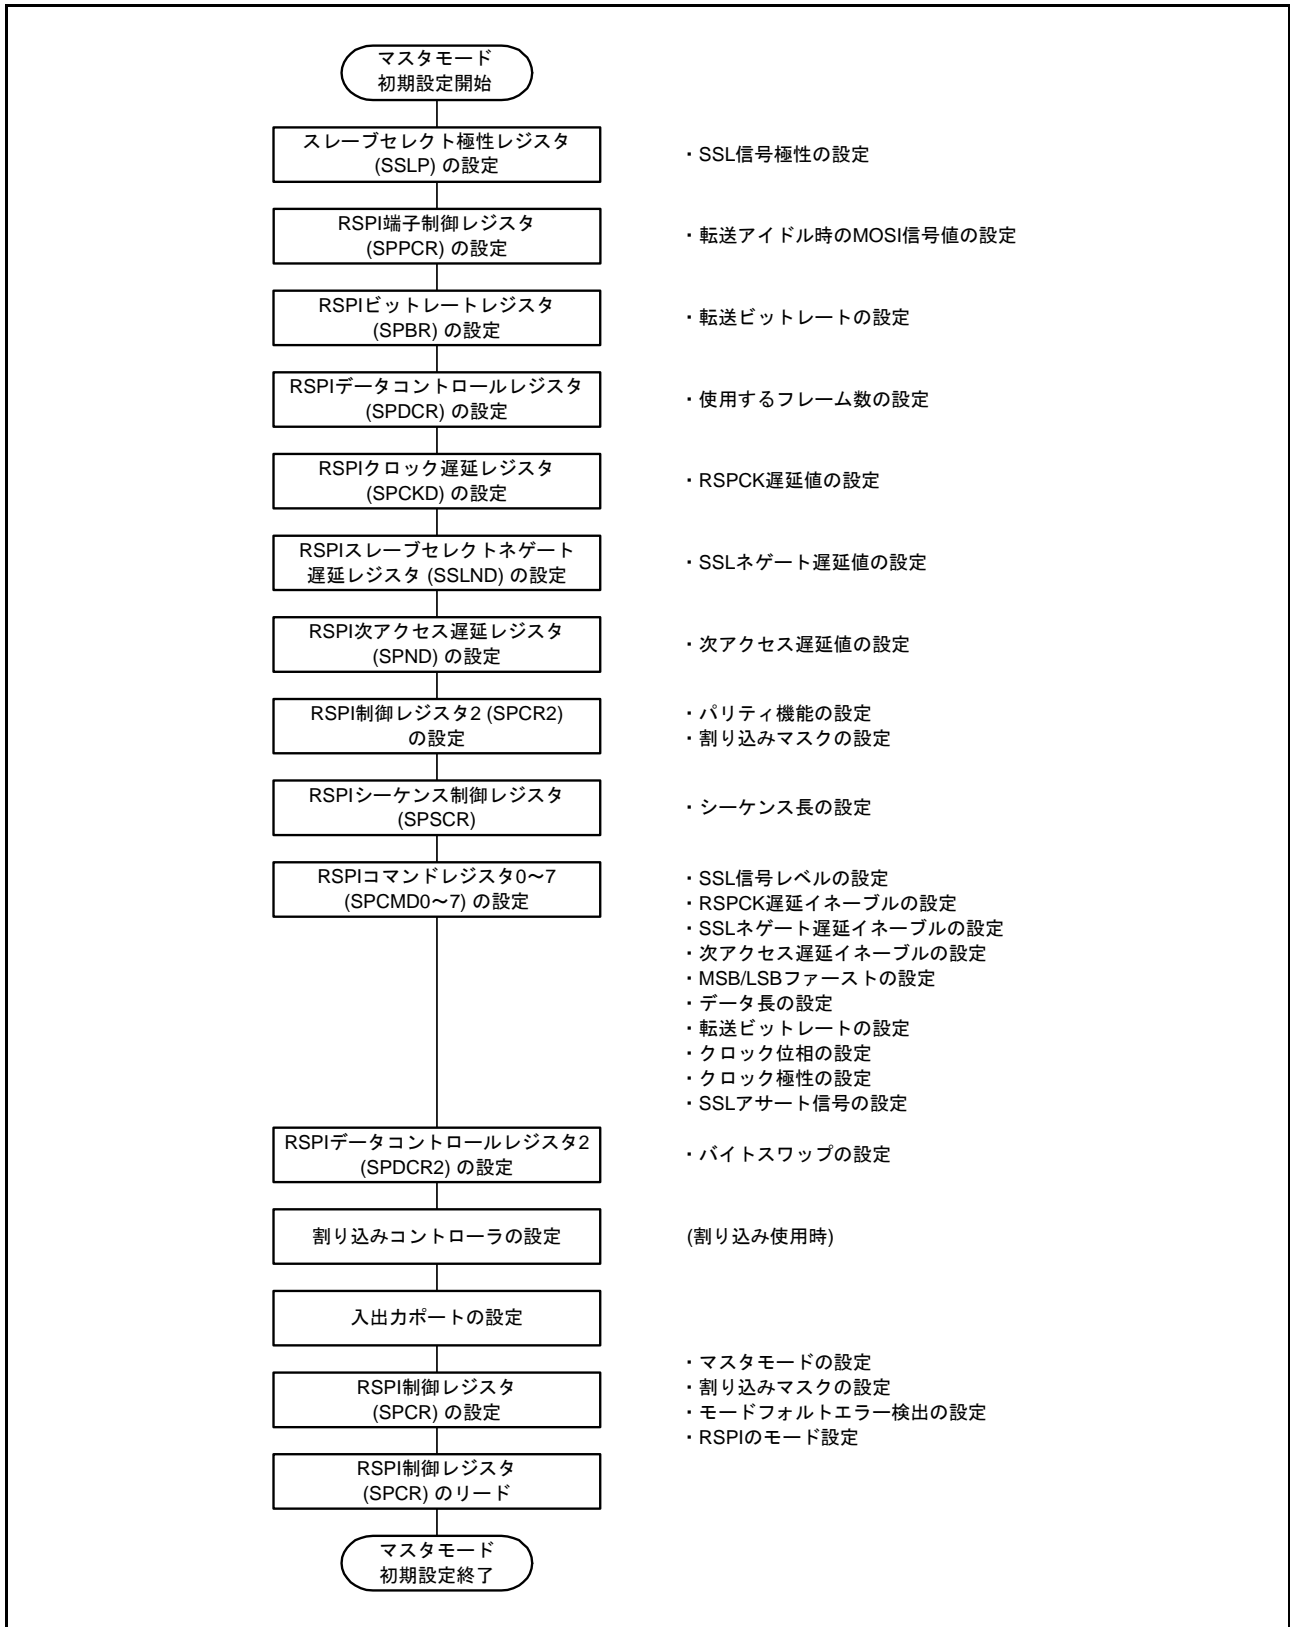 マスタモード
初期設定開始
スレーブセレクト極性レジスタ
(SSLP) の設定
・SSL信号極性の設定
RSPI端子制御レジスタ
(SPPCR) の設定
・転送アイドル時のMOSI信号値の設定
RSPIビットレートレジスタ
(SPBR) の設定
・転送ビットレートの設定
RSPIデータコントロールレジスタ
(SPDCR) の設定
・使用するフレーム数の設定
RSPIクロック遅延レジスタ
(SPCKD) の設定
・RSPCK遅延値の設定
RSPIスレーブセレクトネゲート
遅延レジスタ (SSLND) の設定
・SSLネゲート遅延値の設定
RSPI次アクセス遅延レジスタ
(SPND) の設定
・次アクセス遅延値の設定
RSPI制御レジスタ2 (SPCR2)
の設定
・パリティ機能の設定
・割り込みマスクの設定
RSPIシーケンス制御レジスタ
(SPSCR)
・シーケンス長の設定
RSPIコマンドレジスタ0～7
(SPCMD0～7) の設定
・SSL信号レベルの設定
・RSPCK遅延イネーブルの設定
・SSLネゲート遅延イネーブルの設定
・次アクセス遅延イネーブルの設定
・MSB/LSBファーストの設定
・データ長の設定
・転送ビットレートの設定
・クロック位相の設定
・クロック極性の設定
・SSLアサート信号の設定
RSPIデータコントロールレジスタ2
(SPDCR2) の設定
・バイトスワップの設定
割り込みコントローラの設定
(割り込み使用時)
入出力ポートの設定
RSPI制御レジスタ
(SPCR) の設定
・マスタモードの設定
・割り込みマスクの設定
・モードフォルトエラー検出の設定
・RSPIのモード設定
RSPI制御レジスタ
(SPCR) のリード
マスタモード
初期設定終了